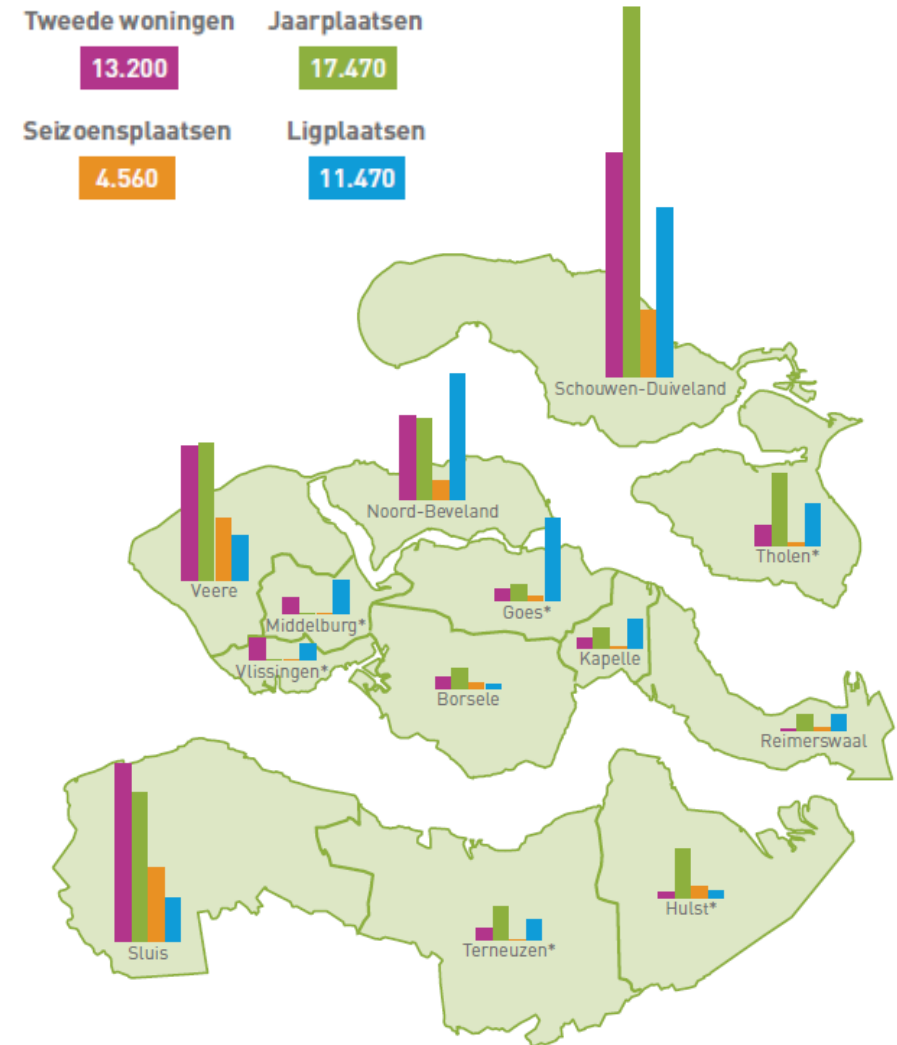 Tweede woningen Jaarplaatsen
13.200 17.470
Seizoensplaatsen Ligplaatsen
4.560 11.470
Schouwen-Duiveland
Noord-Beveland
Tholen*
Veere
Goes*
Middelburg*
Kapelle
Vlissingen*
Borsele
Reimerswaal
Hulst*
Terneuzen*
Sluis